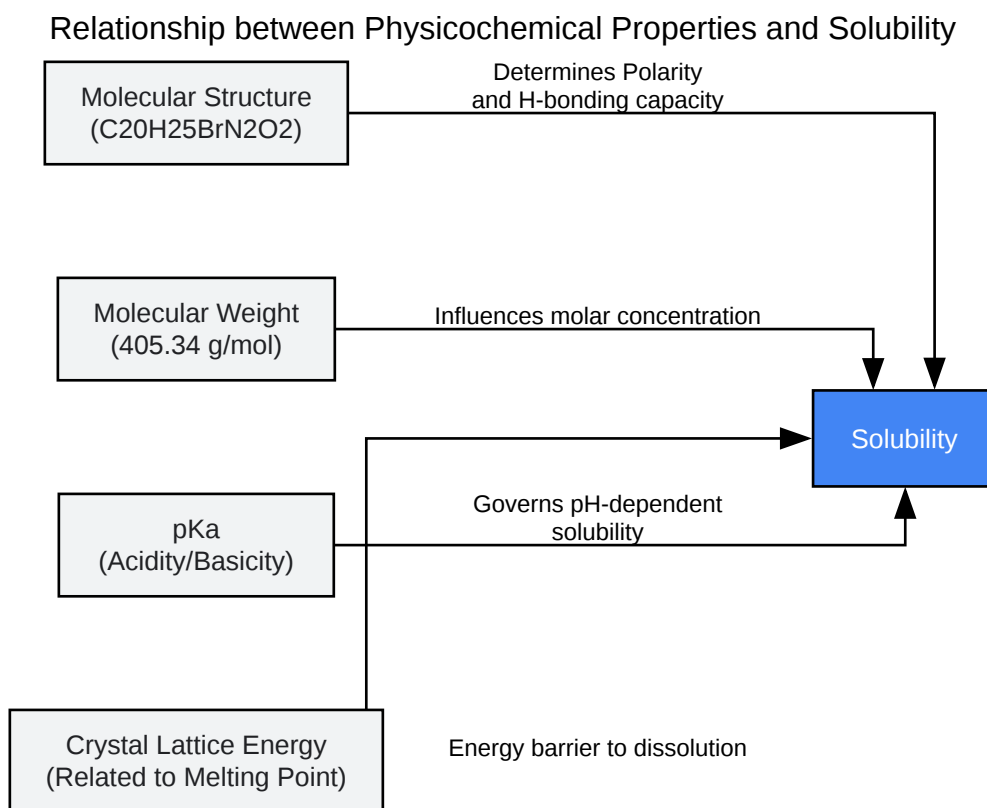 Relationship between Physicochemical Properties and Solubility
Molecular Structure
(C20H25BrN2O2)
Determines Polarity
and H-bonding capacity
Molecular Weight
(405.34 g/mol)
Influences molar concentration
Solubility
pKa
(Acidity/Basicity)
Governs pH-dependent
solubility
Crystal Lattice Energy
(Related to Melting Point)
Energy barrier to dissolution